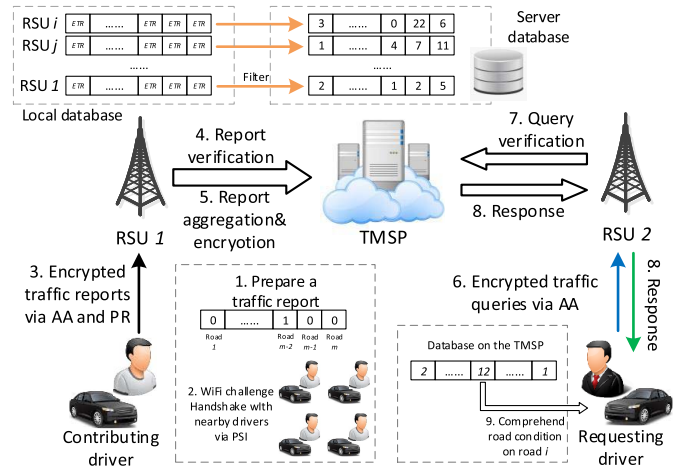 RSU i ETR ...... ETR ETR ETR 3 ...... 0 22 6
RSU j ETR ...... ETR ETR ETR 1 ...... 4 7 11
...... ......
RSU 1 ETR ...... ETR ETR ETR Filter 2 ...... 1 2 5
Local database
Server
database
4. Report
verification
5. Report
aggregation&
encryotion
7. Query
verification
8. Response
RSU 1
TMSP
RSU 2
3. Encrypted
traffic reports
via AA and PR
1. Prepare a
traffic report
0 ...... 1 0 0
Road Road Road Road
1 m-2 m-1 m
2. WiFi challenge
Handshake with
nearby drivers
via PSI
6. Encrypted traffic
queries via AA
8. Response
Database on the TMSP
2 ...... 12 ...... 1
9. Comprehend
road condition
on road i
Contributing
driver
Requesting
driver